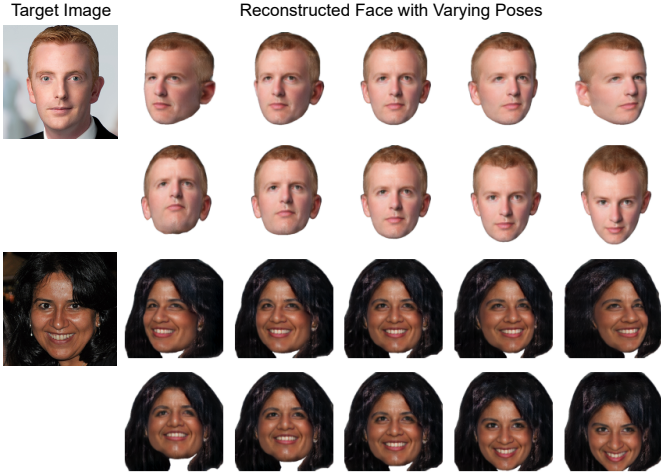 Target Image
Reconstructed Face with Varying Poses